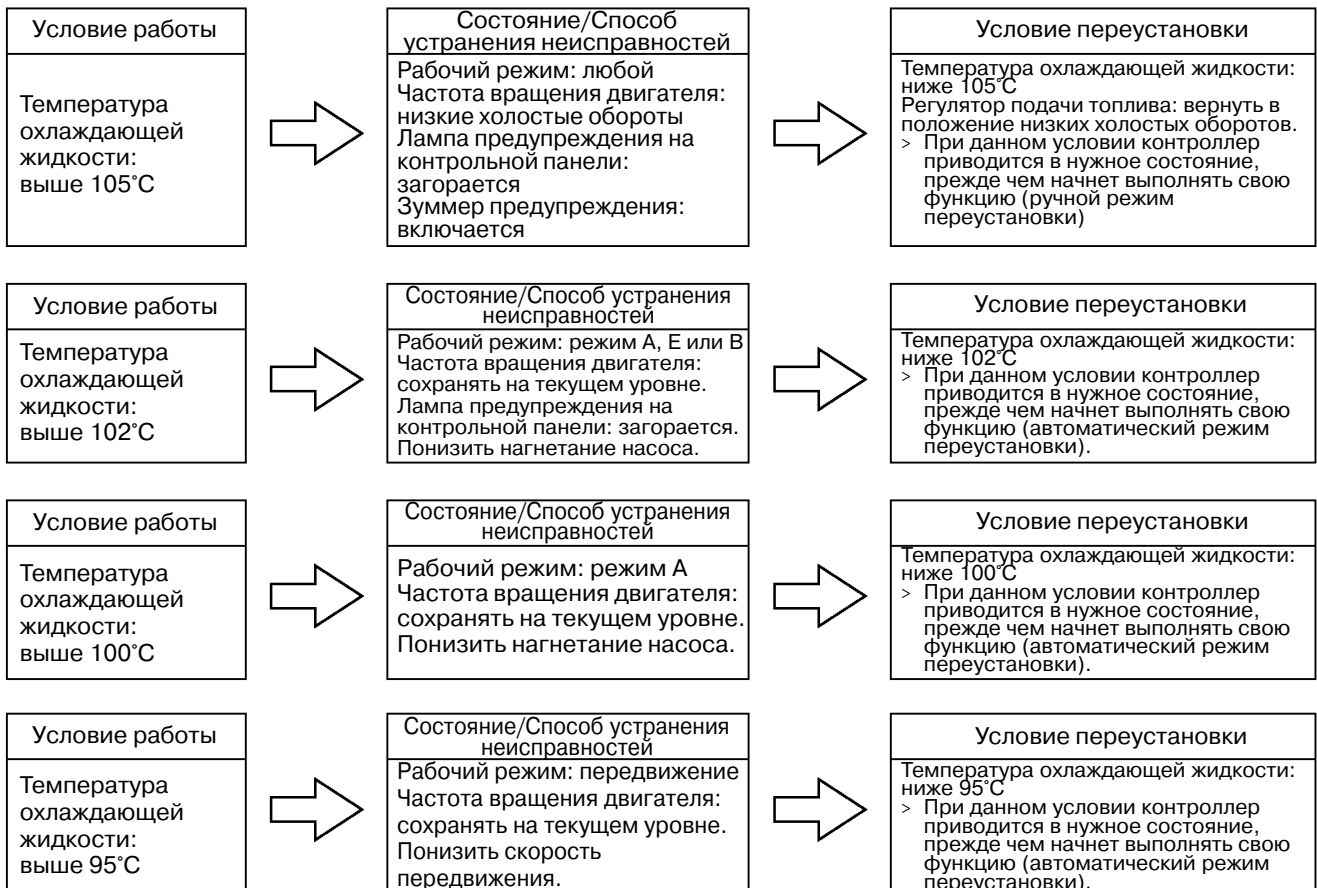 Условие работы
Температура
охлаждающей
жидкости:
выше 105°C
Состояние/Способ
устранения неисправностей
Рабочий режим: любой
Частота вращения двигателя:
низкие холостые обороты
Лампа предупреждения на
контрольной панели:
загорается
Зуммер предупреждения:
включается
Условие переустановки
Температура охлаждающей жидкости:
ниже 105°C
Регулятор подачи топлива: вернуть в
положение низких холостых оборотов.
> При данном условии контроллер
приводится в нужное состояние,
прежде чем начнет выполнять свою
функцию (ручной режим
переустановки)
Условие работы
Температура
охлаждающей
жидкости:
выше 102°C
Состояние/Способ устранения
неисправностей
Рабочий режим: режим А, Е или В
Частота вращения двигателя:
сохранять на текущем уровне.
Лампа предупреждения на
контрольной панели: загорается.
Понизить нагнетание насоса.
Условие переустановки
Температура охлаждающей жидкости:
ниже 102°C
> При данном условии контроллер
приводится в нужное состояние,
прежде чем начнет выполнять свою
функцию (автоматический режим
переустановки).
Условие работы
Температура
охлаждающей
жидкости:
выше 100°C
Состояние/Способ устранения
неисправностей
Рабочий режим: режим А
Частота вращения двигателя:
сохранять на текущем уровне.
Понизить нагнетание насоса.
Условие переустановки
Температура охлаждающей жидкости:
ниже 100°C
> При данном условии контроллер
приводится в нужное состояние,
прежде чем начнет выполнять свою
функцию (автоматический режим
переустановки).
Условие работы
Температура
охлаждающей
жидкости:
выше 95°C
Состояние/Способ устранения
неисправностей
Рабочий режим: передвижение
Частота вращения двигателя:
сохранять на текущем уровне.
Понизить скорость
передвижения.
Условие переустановки
Температура охлаждающей жидкости:
ниже 95°C
> При данном условии контроллер
приводится в нужное состояние,
прежде чем начнет выполнять свою
функцию (автоматический режим
переустановки).